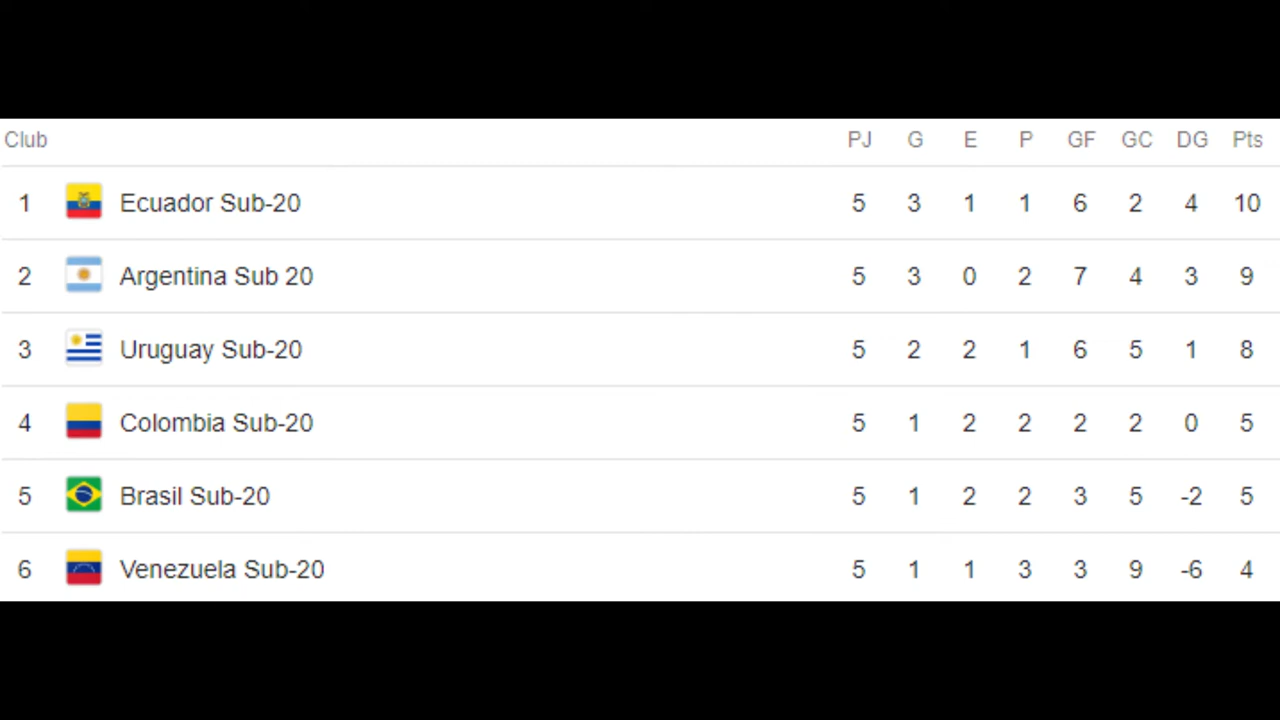 Club PJ G E P GF GC DG Pts
1 Ecuador Sub-20 5 3 1 1 6 2 4 10
2 Argentina Sub 20 5 3 0 2 7 4 3 9
3 Uruguay Sub-20 5 2 2 1 6 5 1 8
4 Colombia Sub-20 5 1 2 2 2 2 0 5
5 Brasil Sub-20 5 1 2 2 3 5 -2 5
6 Venezuela Sub-20 5 1 1 3 3 9 -6 4